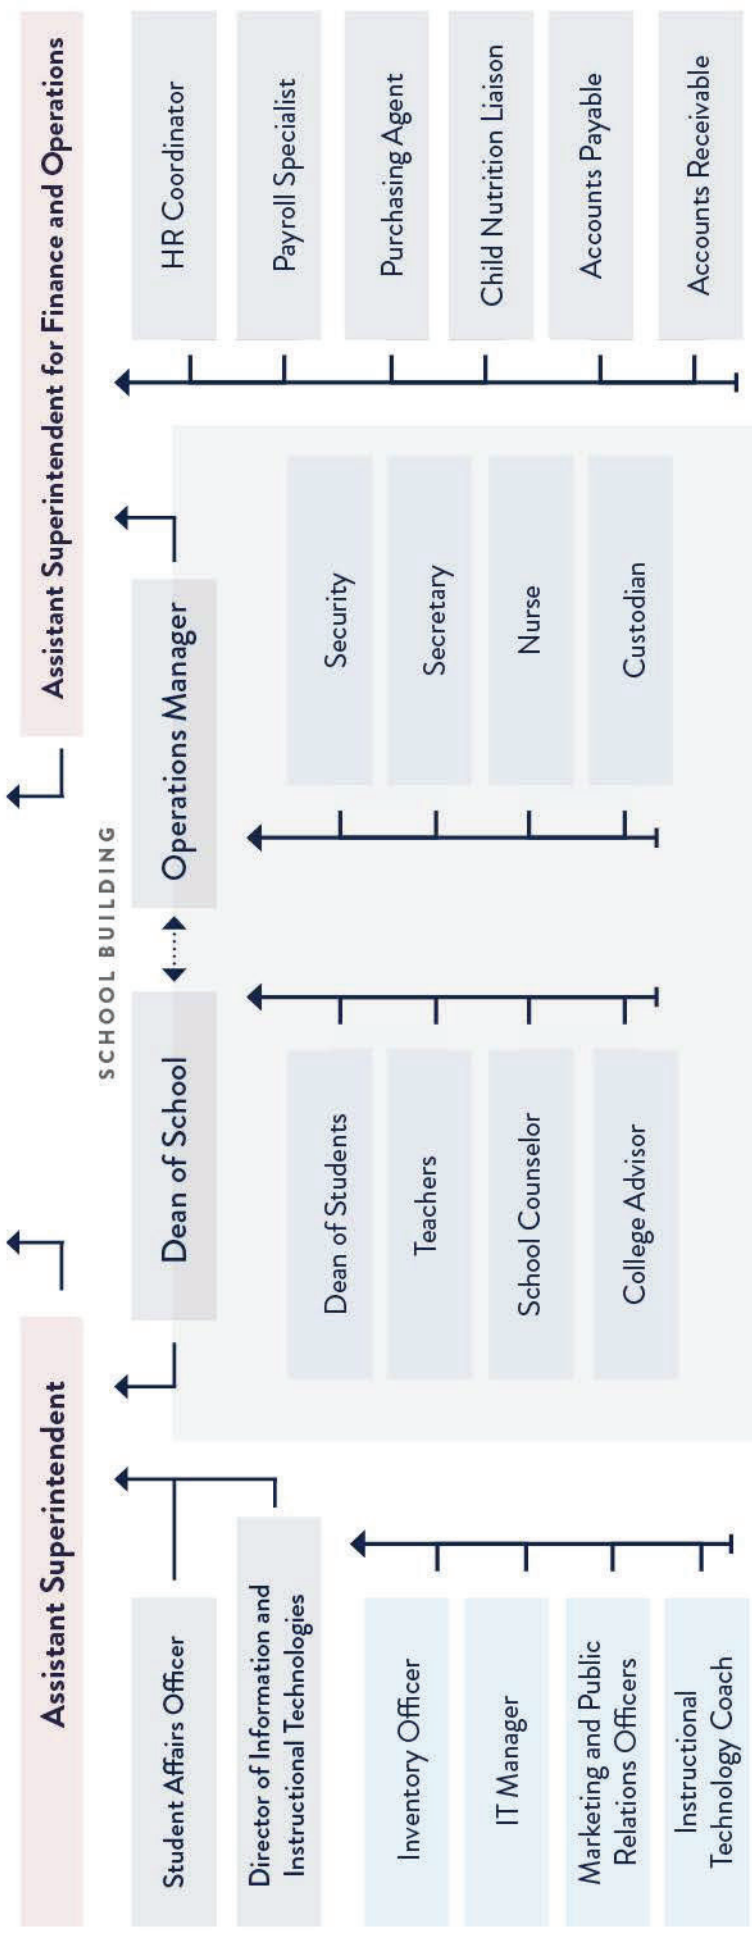 Assistant Superintendent
Assistant Superintendent for Finance and Operations
SCHOOL BUILDING
Student Affairs Officer
Director of Information and
Instructional Technologies
Inventory Officer
IT Manager
Marketing and Public
Relations Officers
Instructional
Technology Coach
Dean of School
Dean of Students
Teachers
School Counselor
College Advisor
Operations Manager
Security
Secretary
Nurse
Custodian
HR Coordinator
Payroll Specialist
Purchasing Agent
Child Nutrition Liaison
Accounts Payable
Accounts Receivable